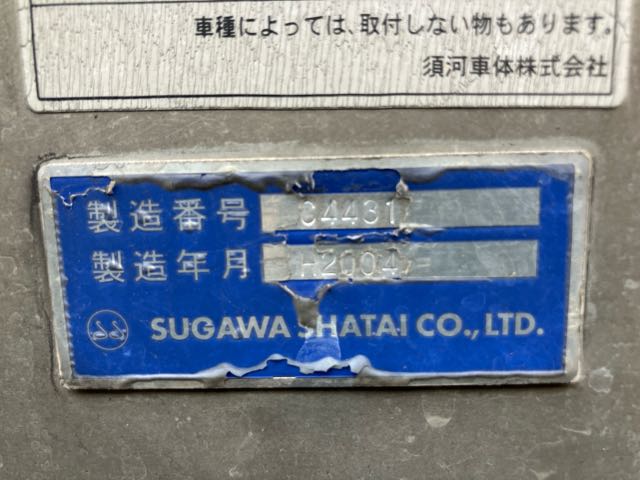 車種によっては、取付しない物もあります。
須河車体株式会社
製造番号 C4431
製造年月 H2004
SUGAWA SHATAI CO.,LTD.